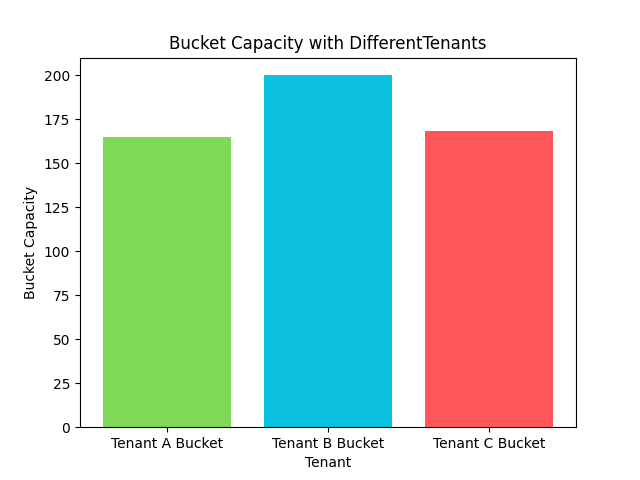 Bucket Capacity with DifferentTenants
Bucket Capacity
200
175
150
125
100
75
50
25
0
Tenant A Bucket
Tenant B Bucket
Tenant C Bucket
Tenant